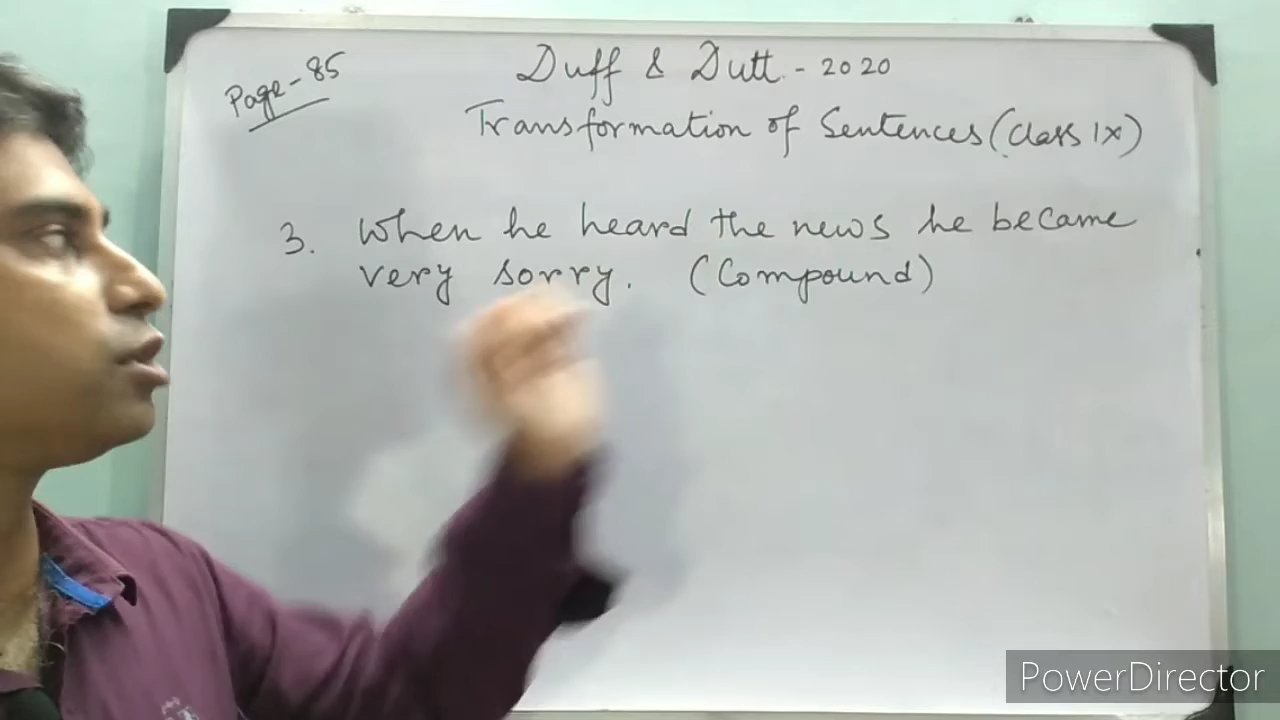 Page-85
Duff & Dutt - 2020
Transformation of Sentences (Class IX)
3. When he heard the news he became
very sorry. (Compound)
PowerDirector